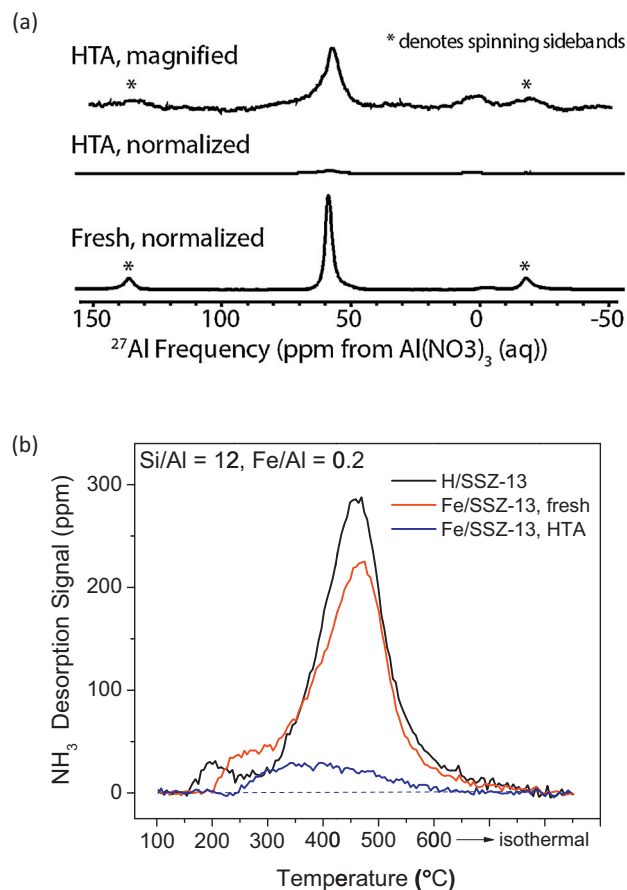 (a)
HTA, magnified
* denotes spinning sidebands
* *
HTA, normalized
Fresh, normalized
* *
150 100 50 0 -50
²⁷Al Frequency (ppm from Al(NO3)₃ (aq))
(b)
Si/Al = 12, Fe/Al = 0.2
H/SSZ-13
Fe/SSZ-13, fresh
Fe/SSZ-13, HTA
300
200
100
0
NH₃ Desorption Signal (ppm)
100 200 300 400 500 600 → isothermal
Temperature (°C)